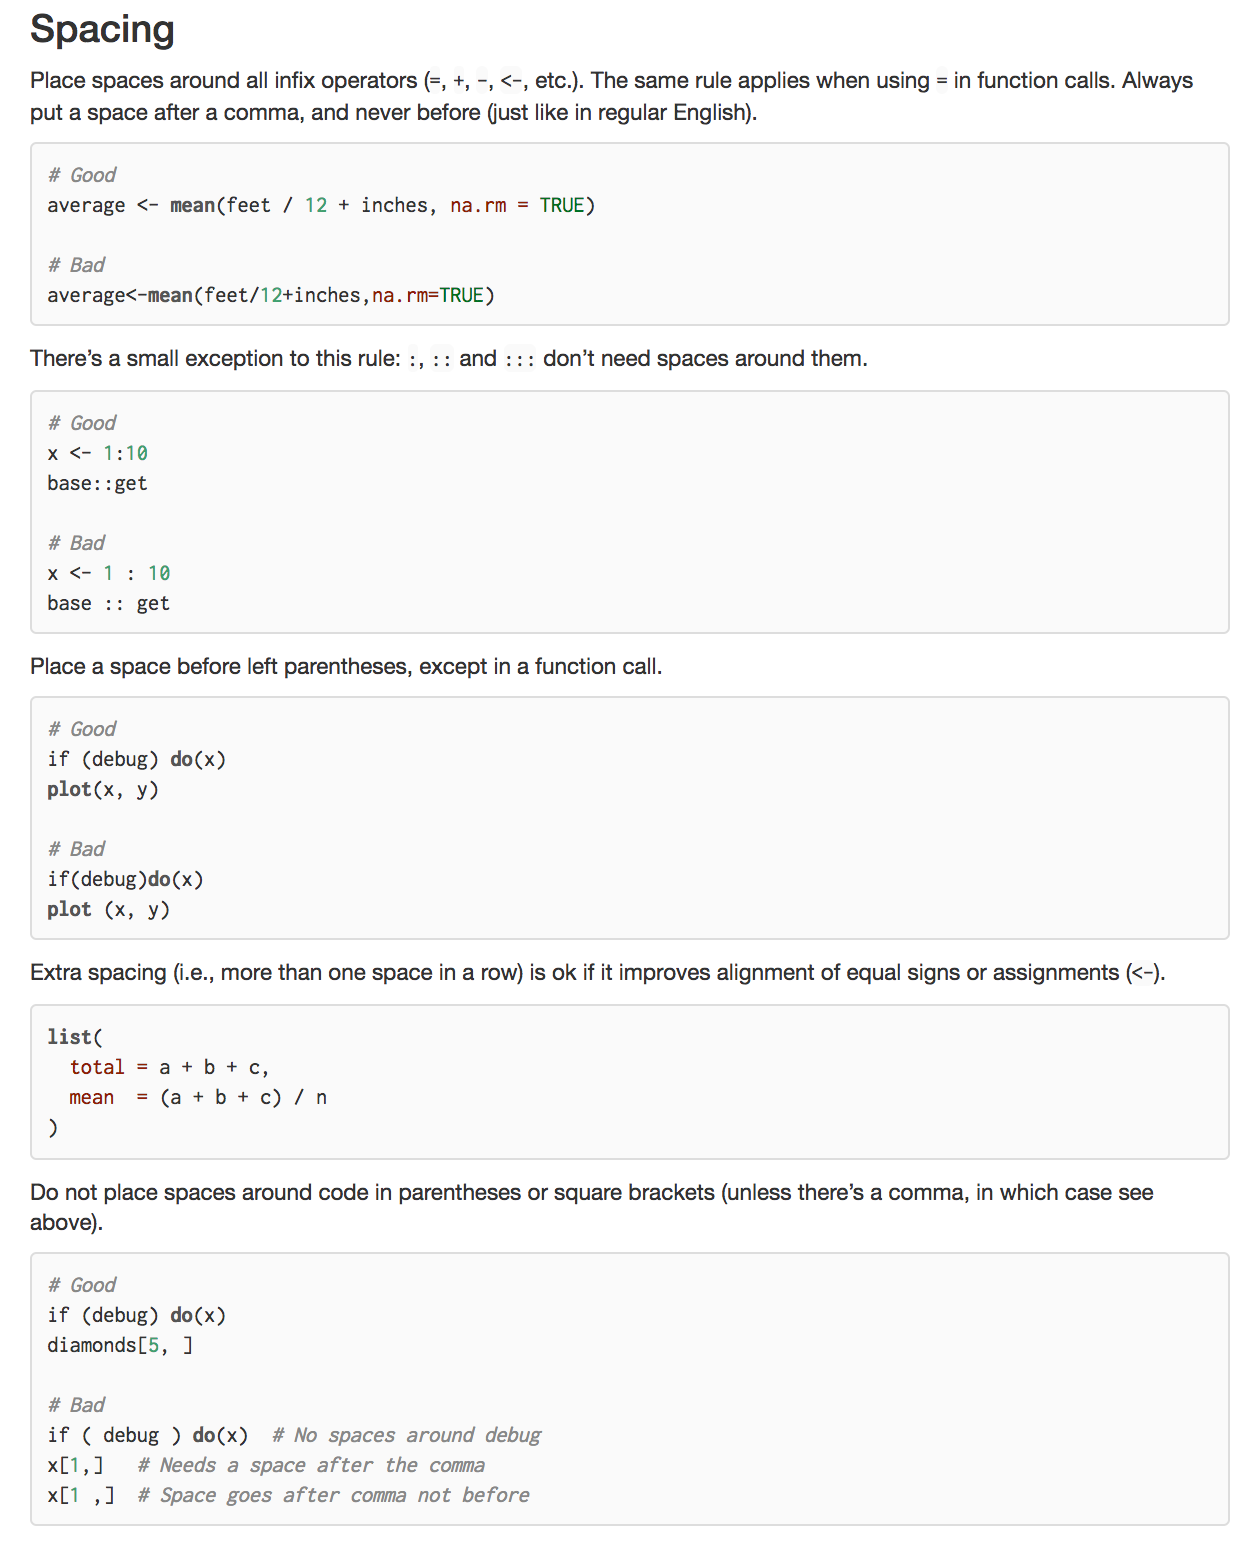 Spacing
Place spaces around all infix operators (=, +, -, <-, etc.). The same rule applies when using = in function calls. Always
put a space after a comma, and never before (just like in regular English).
# Good
average <- mean(feet / 12 + inches, na.rm = TRUE)
# Bad
average<-mean(feet/12+inches,na.rm=TRUE)
There’s a small exception to this rule: :, :: and ::: don’t need spaces around them.
# Good
x <- 1:10
base::get
# Bad
x <- 1 : 10
base :: get
Place a space before left parentheses, except in a function call.
# Good
if (debug) do(x)
plot(x, y)
# Bad
if(debug)do(x)
plot (x, y)
Extra spacing (i.e., more than one space in a row) is ok if it improves alignment of equal signs or assignments (<-).
list(
  total = a + b + c,
  mean  = (a + b + c) / n
)
Do not place spaces around code in parentheses or square brackets (unless there’s a comma, in which case see
above).
# Good
if (debug) do(x)
diamonds[5, ]
# Bad
if ( debug ) do(x)  # No spaces around debug
x[1,]   # Needs a space after the comma
x[1 ,]  # Space goes after comma not before